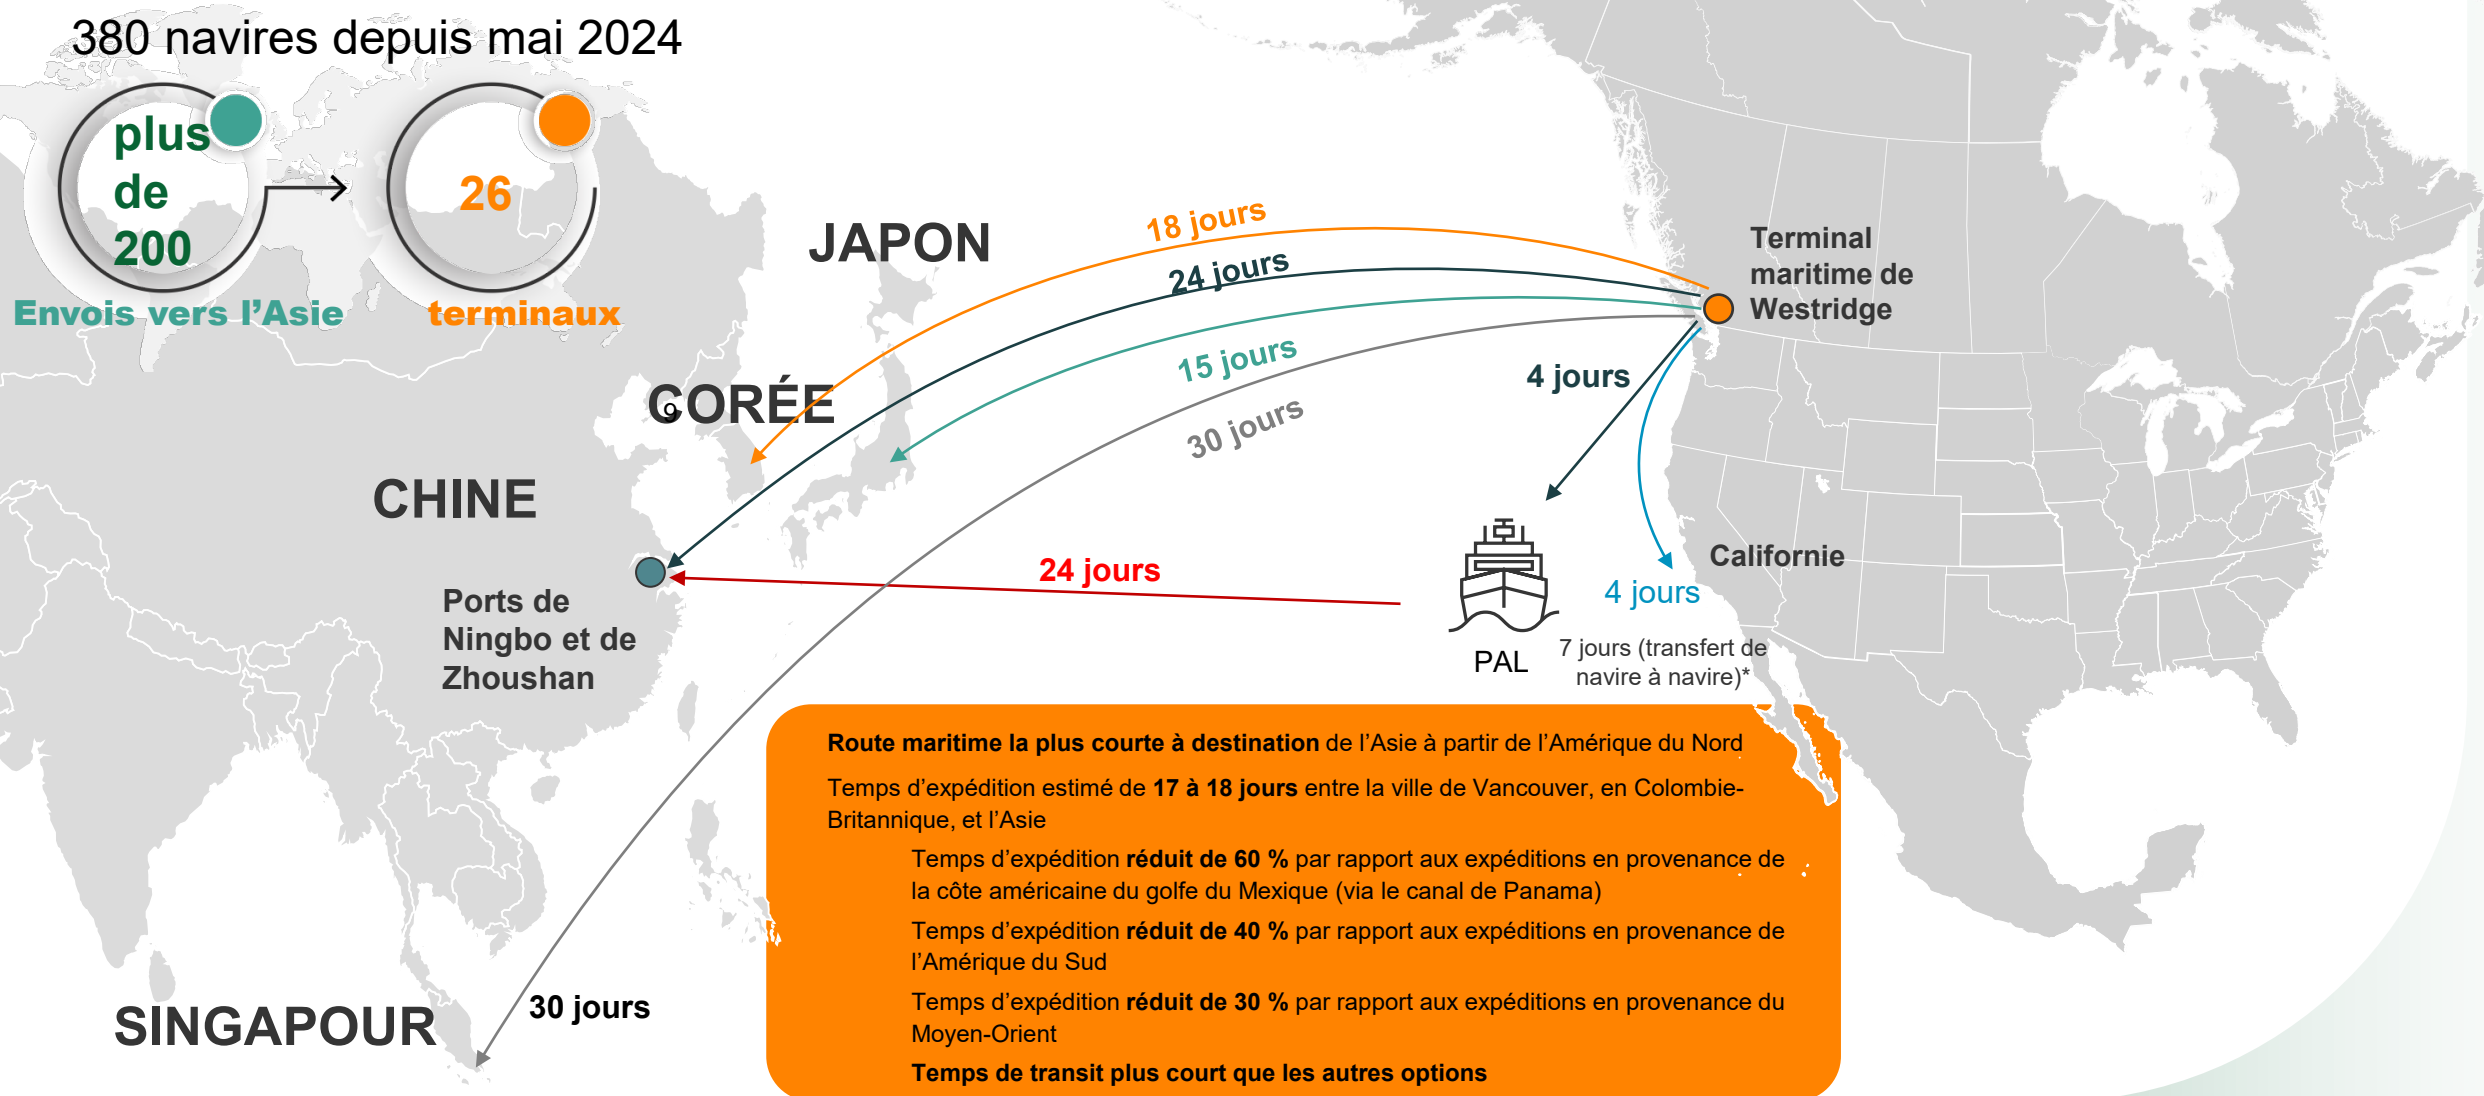 380 navires depuis mai 2024
plus
de
200
26
Envois vers l’Asie
terminaux
JAPON
CORÉE
9
CHINE
Ports de
Ningbo et de
Zhoushan
SINGAPOUR
30 jours
18 jours
24 jours
15 jours
30 jours
24 jours
4 jours
Terminal
maritime de
Westridge
Californie
4 jours
PAL
7 jours (transfert de
navire à navire)*
Route maritime la plus courte à destination de l’Asie à partir de l’Amérique du Nord
Temps d’expédition estimé de 17 à 18 jours entre la ville de Vancouver, en Colombie-
Britannique, et l’Asie
Temps d’expédition réduit de 60 % par rapport aux expéditions en provenance de
la côte américaine du golfe du Mexique (via le canal de Panama)
Temps d’expédition réduit de 40 % par rapport aux expéditions en provenance de
l’Amérique du Sud
Temps d’expédition réduit de 30 % par rapport aux expéditions en provenance du
Moyen-Orient
Temps de transit plus court que les autres options